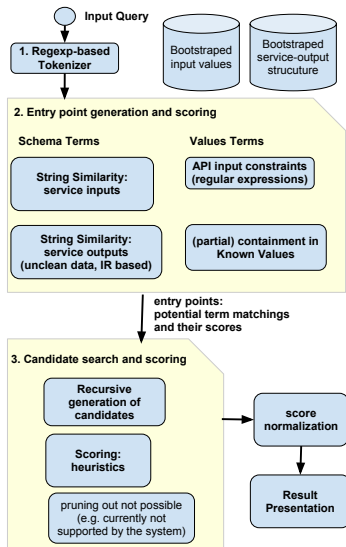 Input Query
1. Regexp-based
Tokenizer
Bootstraped
input values
Bootstraped
service-output
strucuture
2. Entry point generation and scoring
Schema Terms
Values Terms
String Similarity:
service inputs
API input constraints
(regular expressions)
String Similarity:
service outputs
(unclean data, IR based)
(partial) containment in
Known Values
entry points:
potential term matchings
and their scores
3. Candidate search and scoring
Recursive
generation of
candidates
Scoring:
heuristics
pruning out not possible
(e.g. currently not
supported by the system)
score
normalization
Result
Presentation